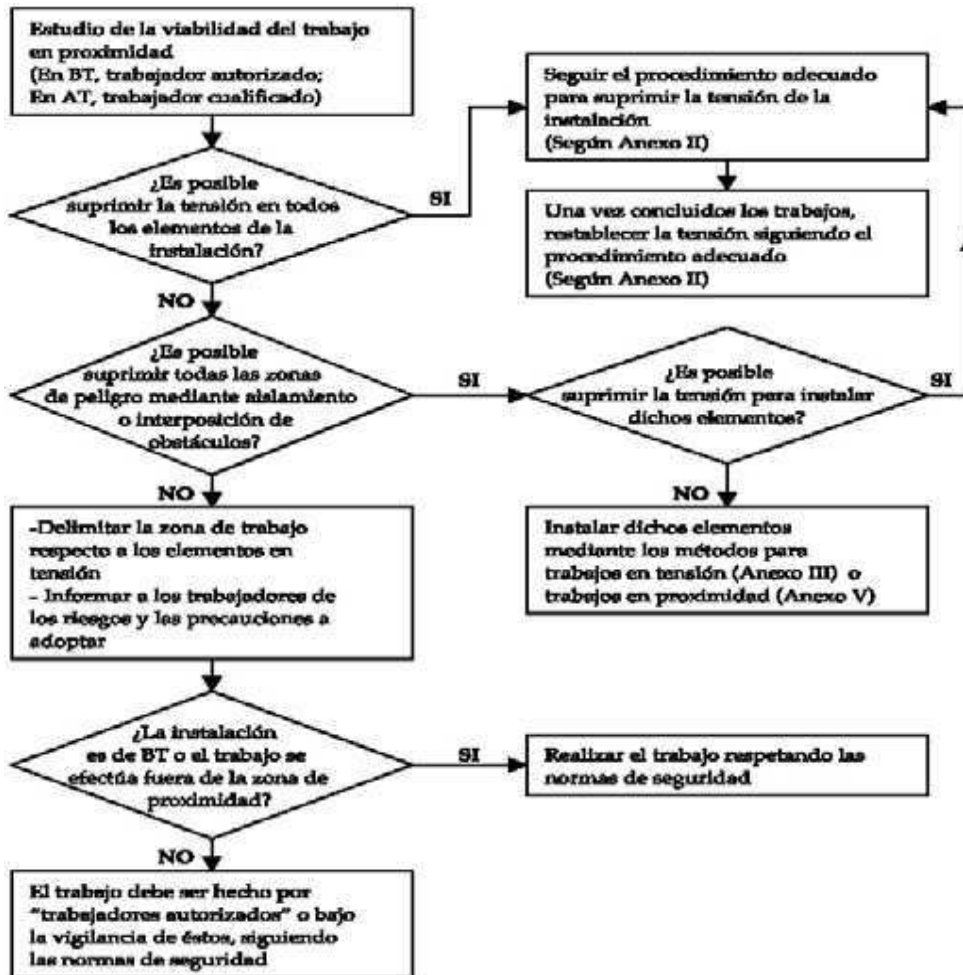 Estudio de la viabilidad del trabajo
en proximidad
(En BT, trabajador autorizado;
En AT, trabajador cualificado)
Seguir el procedimiento adecuado
para suprimir la tensión de la
instalación
(Según Anexo II)
¿Es posible
suprimir la tensión en todos
los elementos de la
instalación?
SI
Una vez concluidos los trabajos,
restablecer la tensión siguiendo el
procedimiento adecuado
(Según Anexo II)
NO
¿Es posible
suprimir todas las zonas
de peligro mediante aislamiento
o interposición de
obstáculos?
SI
¿Es posible
suprimir la tensión para instalar
dichos elementos?
SI
NO
NO
-Delimitar la zona de trabajo
respecto a los elementos en
tensión
- Informar a los trabajadores de
los riesgos y las precauciones a
adoptar
Instalar dichos elementos
mediante los métodos para
trabajos en tensión (Anexo III) o
trabajos en proximidad (Anexo V)
¿La instalación
es de BT o el trabajo se
efectúa fuera de la zona de
proximidad?
SI
Realizar el trabajo respetando las
normas de seguridad
NO
El trabajo debe ser hecho por
“trabajadores autorizados” o bajo
la vigilancia de éstos, siguiendo
las normas de seguridad